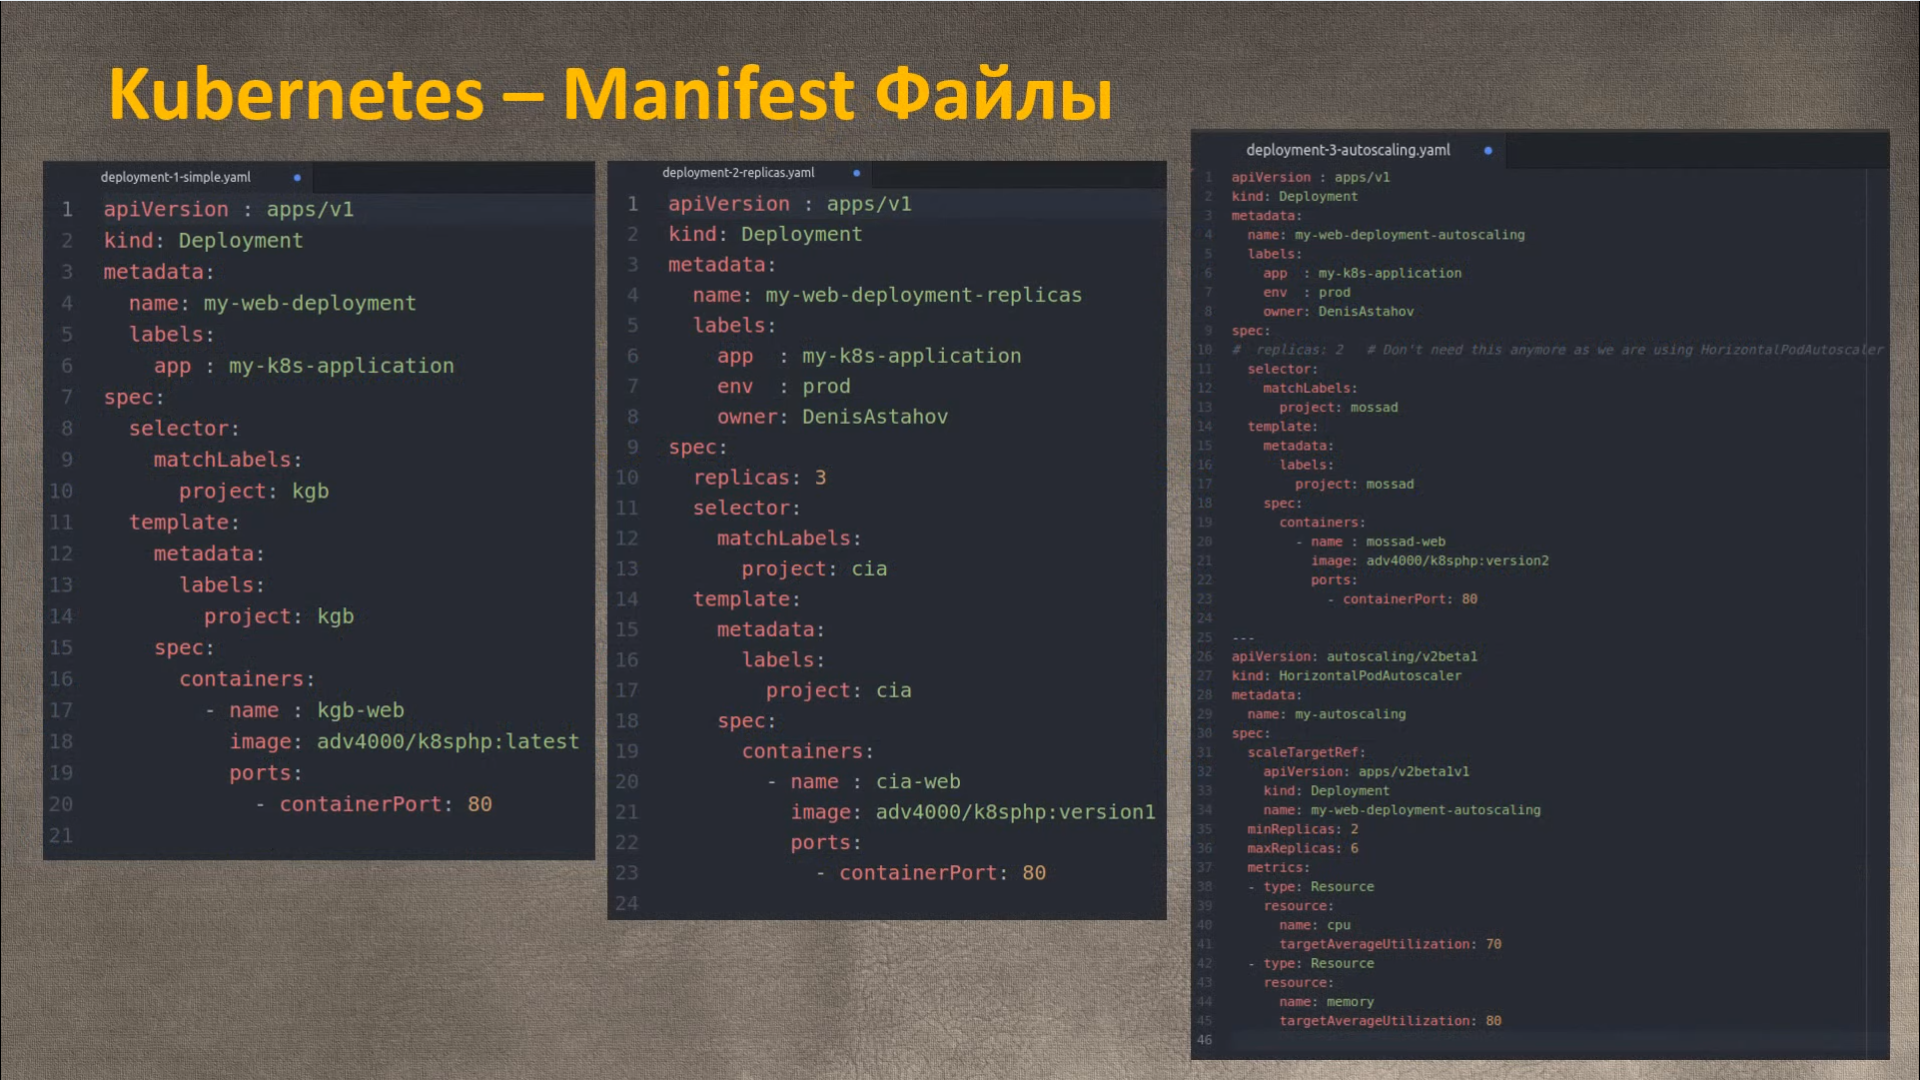 Kubernetes – Manifest Файлы
deployment-1-simple.yaml
1 apiVersion : apps/v1
2 kind: Deployment
3 metadata:
4 name: my-web-deployment
5 labels:
6 app : my-k8s-application
7 spec:
8 selector:
9 matchLabels:
10 project: kgb
11 template:
12 metadata:
13 labels:
14 project: kgb
15 spec:
16 containers:
17 - name : kgb-web
18 image: adv4000/k8sphp:latest
19 ports:
20 - containerPort: 80
21
deployment-2-replicas.yaml
1 apiVersion : apps/v1
2 kind: Deployment
3 metadata:
4 name: my-web-deployment-replicas
5 labels:
6 app : my-k8s-application
7 env : prod
8 owner: DenisAstahov
9 spec:
10 replicas: 3
11 selector:
12 matchLabels:
13 project: cia
14 template:
15 metadata:
16 labels:
17 project: cia
18 spec:
19 containers:
20 - name : cia-web
21 image: adv4000/k8sphp:version1
22 ports:
23 - containerPort: 80
24
deployment-3-autoscaling.yaml
1 apiVersion : apps/v1
2 kind: Deployment
3 metadata:
4 name: my-web-deployment-autoscaling
5 labels:
6 app : my-k8s-application
7 env : prod
8 owner: DenisAstahov
9 spec:
10 # replicas: 2 # Don't need this anymore as we are using HorizontalPodAutoscaler
11 selector:
12 matchLabels:
13 project: mossad
14 template:
15 metadata:
16 labels:
17 project: mossad
18 spec:
19 containers:
20 - name : mossad-web
21 image: adv4000/k8sphp:version2
22 ports:
23 - containerPort: 80
24
25 ---
26 apiVersion: autoscaling/v2beta1
27 kind: HorizontalPodAutoscaler
28 metadata:
29 name: my-autoscaling
30 spec:
31 scaleTargetRef:
32 apiVersion: apps/v2beta1v1
33 kind: Deployment
34 name: my-web-deployment-autoscaling
35 minReplicas: 2
36 maxReplicas: 6
37 metrics:
38 - type: Resource
39 resource:
40 name: cpu
41 targetAverageUtilization: 70
42 - type: Resource
43 resource:
44 name: memory
45 targetAverageUtilization: 80
46